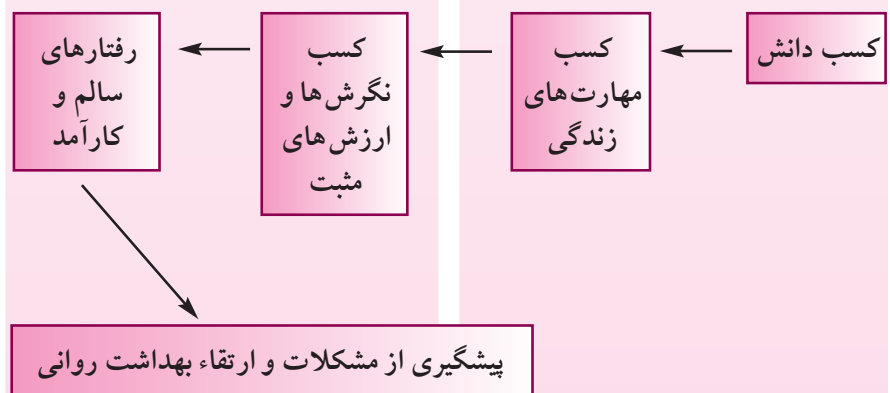 کسب دانش
کسب
مهارت‌های
زندگی
کسب
نگرش‌ها و
ارزش‌های
مثبت
رفتارهای
سالم و
کارآمد
پیشگیری از مشکلات و ارتقاء بهداشت روانی